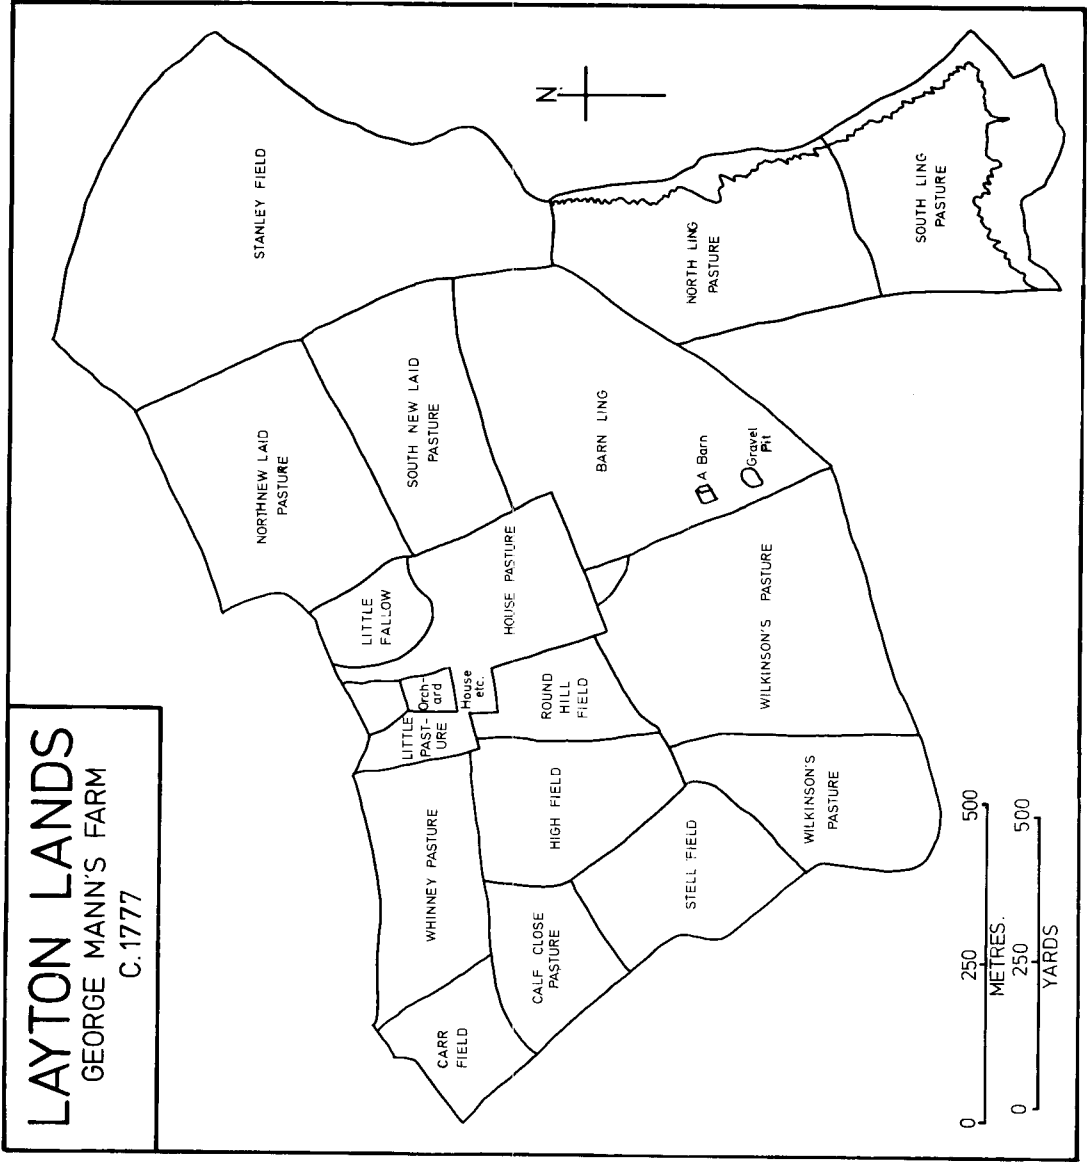 LAYTON LANDS
GEORGE MANN'S FARM
C.1777
N
STANLEY FIELD
NORTH NEW LAID
PASTURE
SOUTH NEW LAID
PASTURE
LITTLE
FALLOW
HOUSE PASTURE
BARN LING
A Barn
Gravel
Pit
NORTH LING
PASTURE
SOUTH LING
PASTURE
Orch-
ard
House
etc.
LITTLE
PAST-
URE
ROUND
HILL
FIELD
WILKINSON'S PASTURE
WHINNEY PASTURE
HIGH FIELD
STELL FIELD
WILKINSON'S
PASTURE
CARR
FIELD
CALF CLOSE
PASTURE
0 250 500
METRES.
0 250 500
YARDS